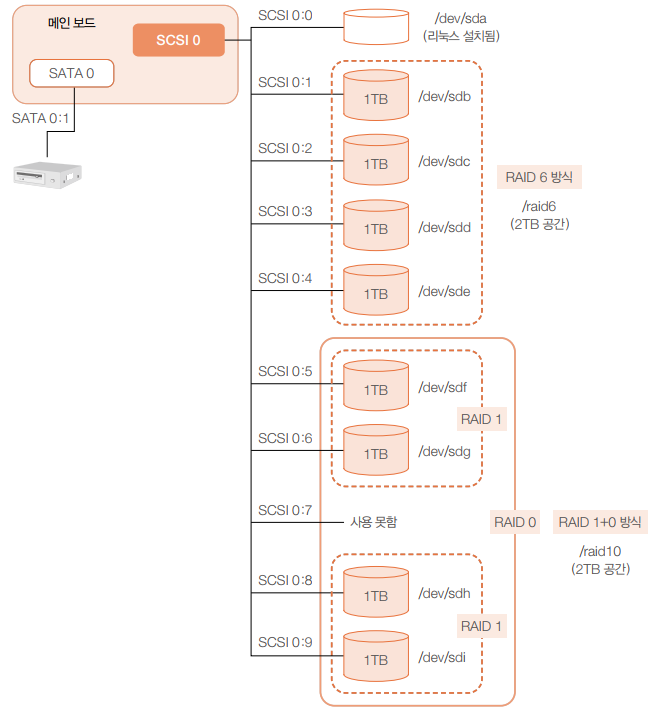 메인 보드
SCSI 0
SATA 0
SATA 0:1
SCSI 0:0
/dev/sda
(리눅스 설치됨)
SCSI 0:1
1TB
/dev/sdb
SCSI 0:2
1TB
/dev/sdc
SCSI 0:3
1TB
/dev/sdd
SCSI 0:4
1TB
/dev/sde
RAID 6 방식
/raid6
(2TB 공간)
SCSI 0:5
1TB
/dev/sdf
RAID 1
SCSI 0:6
1TB
/dev/sdg
SCSI 0:7
사용 못함
RAID 0
RAID 1+0 방식
/raid10
(2TB 공간)
SCSI 0:8
1TB
/dev/sdh
RAID 1
SCSI 0:9
1TB
/dev/sdi